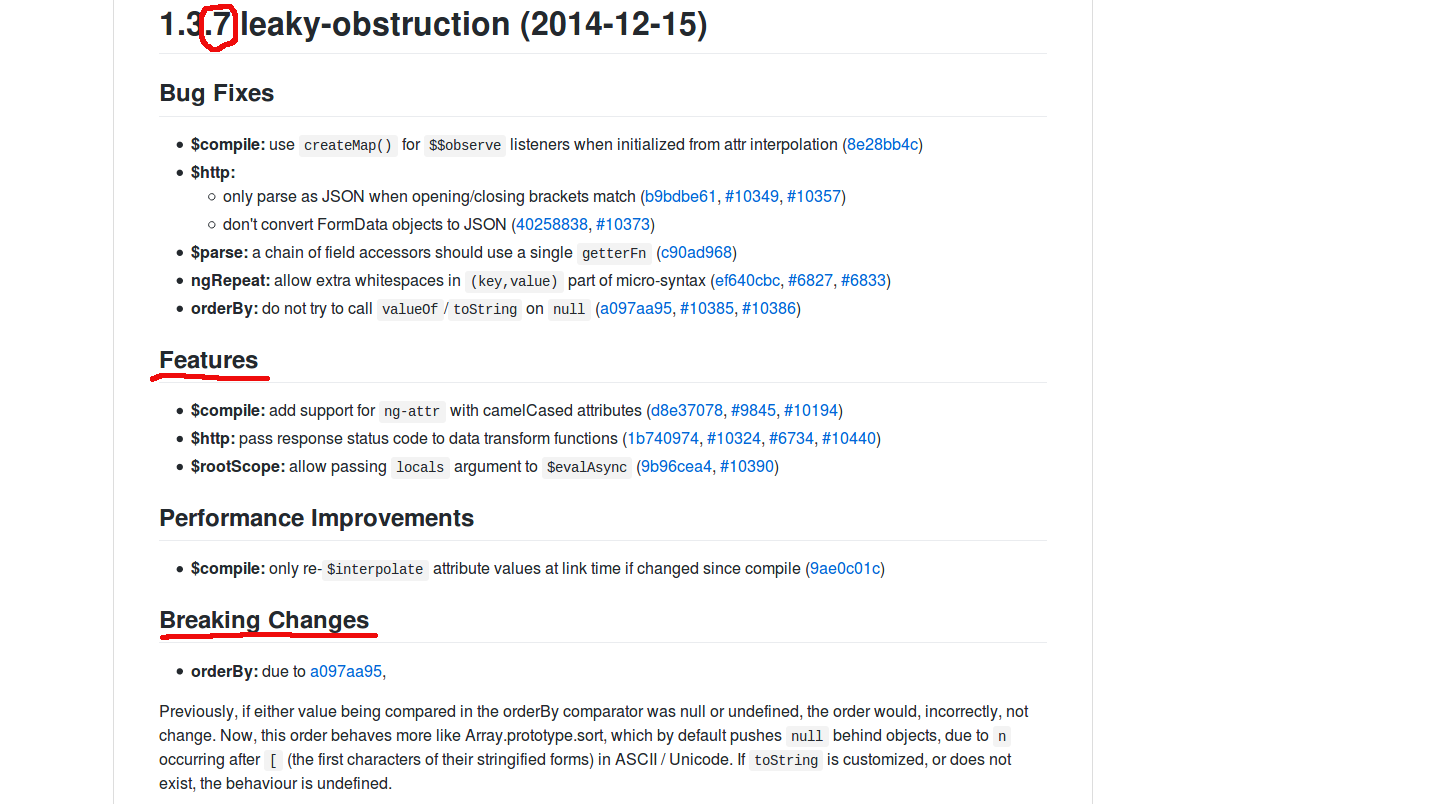 1.3.7 leaky-obstruction (2014-12-15)
Bug Fixes
$compile: use createMap() for $$observe listeners when initialized from attr interpolation (8e28bb4c)
$http:
only parse as JSON when opening/closing brackets match (b9bdbe61, #10349, #10357)
don't convert FormData objects to JSON (40258838, #10373)
$parse: a chain of field accessors should use a single getterFn (c90ad968)
ngRepeat: allow extra whitespaces in (key,value) part of micro-syntax (ef640cbc, #6827, #6833)
orderBy: do not try to call valueOf / toString on null (a097aa95, #10385, #10386)
Features
$compile: add support for ng-attr with camelCased attributes (d8e37078, #9845, #10194)
$http: pass response status code to data transform functions (1b740974, #10324, #6734, #10440)
$rootScope: allow passing locals argument to $evalAsync (9b96cea4, #10390)
Performance Improvements
$compile: only re-$interpolate attribute values at link time if changed since compile (9ae0c01c)
Breaking Changes
orderBy: due to a097aa95,
Previously, if either value being compared in the orderBy comparator was null or undefined, the order would, incorrectly, not
change. Now, this order behaves more like Array.prototype.sort, which by default pushes null behind objects, due to n
occurring after [ (the first characters of their stringified forms) in ASCII / Unicode. If toString is customized, or does not
exist, the behaviour is undefined.